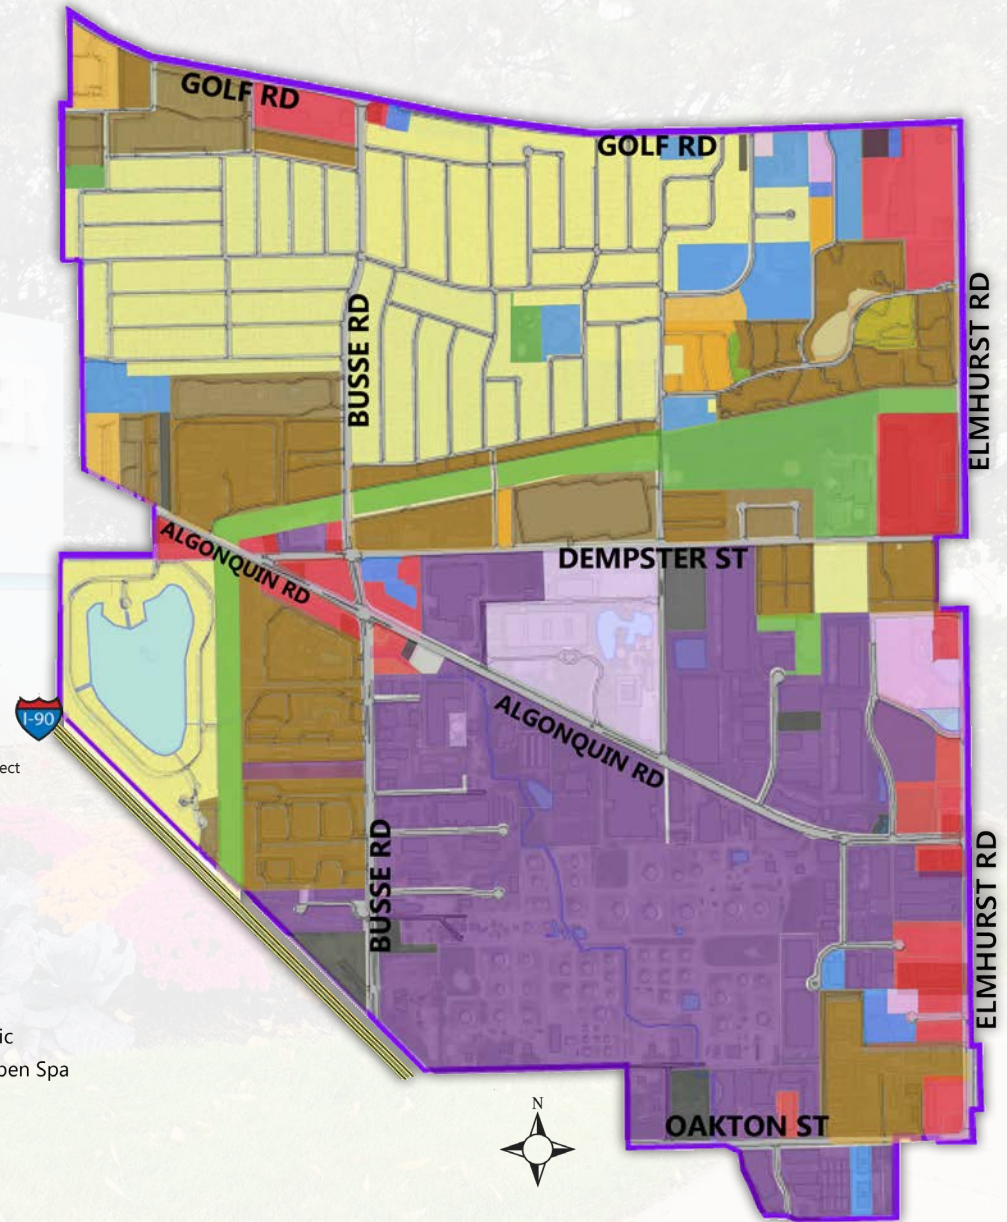 GOLF RD
GOLF RD
BUSSE RD
ELMHURST RD
ALGONQUIN RD
DEMPSTER ST
I-90
ect
ALGONQUIN RD
BUSSE RD
ELMHURST RD
ic
pen Spa
N
OAKTON ST